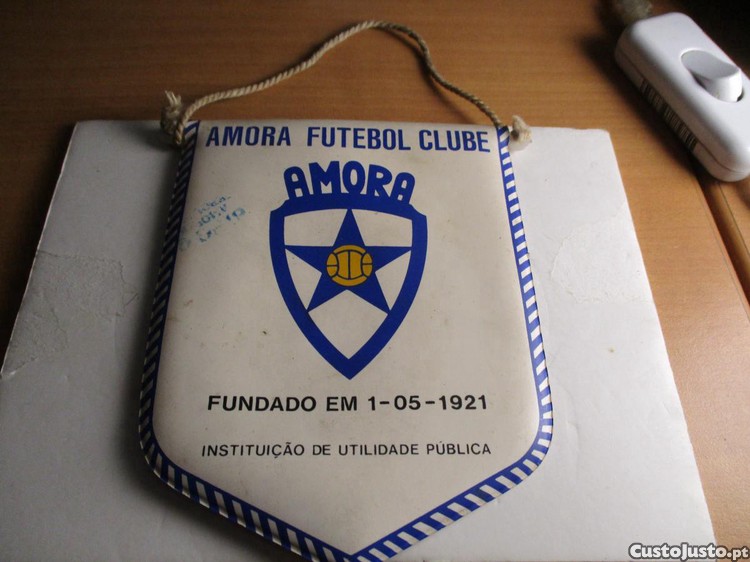 AMORA FUTEBOL CLUBE
AMORA
FUNDADO EM 1-05-1921
INSTITUIÇÃO DE UTILIDADE PÚBLICA
CustoJusto.pt